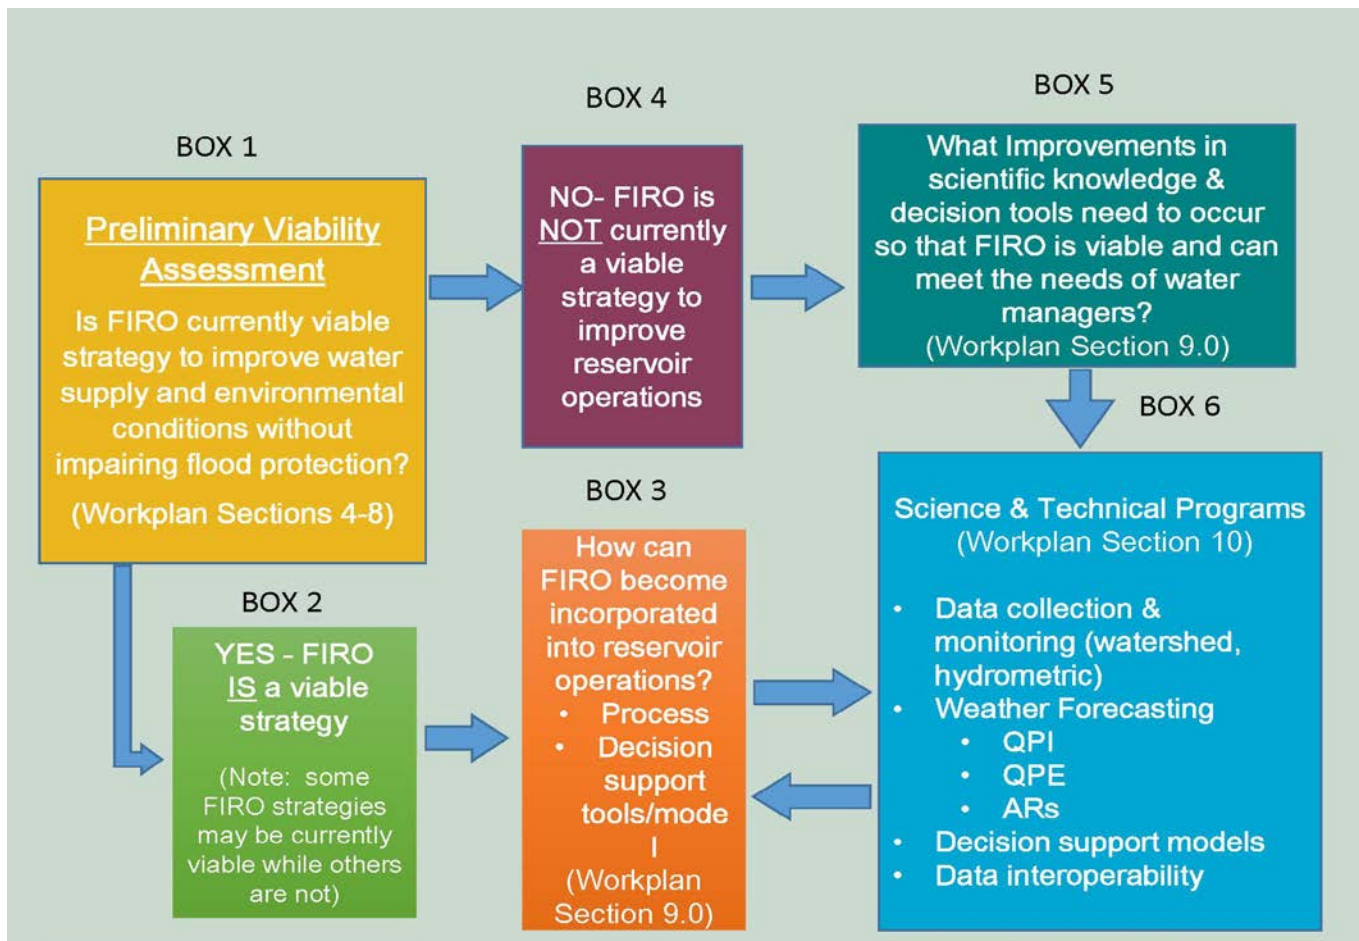 BOX 1
Preliminary Viability
Assessment
Is FIRO currently viable
strategy to improve water
supply and environmental
conditions without
impairing flood protection?
(Workplan Sections 4-8)
BOX 2
YES - FIRO
IS a viable
strategy
(Note: some
FIRO strategies
may be currently
viable while others
are not)
BOX 3
How can
FIRO become
incorporated
into reservoir
operations?
• Process
• Decision
support
tools/mode
l
(Workplan
Section 9.0)
BOX 4
NO- FIRO is
NOT currently
a viable
strategy to
improve
reservoir
operations
BOX 5
What Improvements in
scientific knowledge &
decision tools need to occur
so that FIRO is viable and can
meet the needs of water
managers?
(Workplan Section 9.0)
BOX 6
Science & Technical Programs
(Workplan Section 10)
• Data collection &
monitoring (watershed,
hydrometric)
• Weather Forecasting
• QPI
• QPE
• ARs
• Decision support models
• Data interoperability